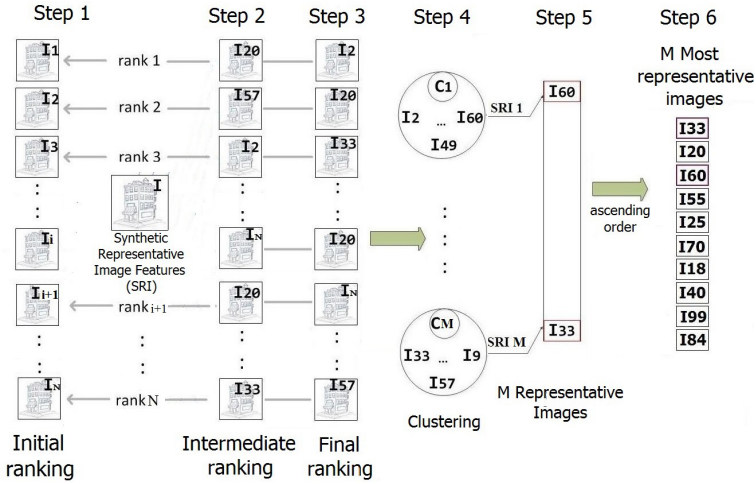 Step 1
Step 2
Step 3
Step 4
Step 5
Step 6
I1
rank 1
I20
I2
I2
rank 2
I57
I20
I3
rank 3
I2
I33
I
Synthetic
Representative
Image Features
(SRI)
Ii
IN
I20
Ii+1
rank i+1
I20
IN
IN
rank N
I33
I57
Initial
ranking
Intermediate
ranking
Final
ranking
C1
I2 ... I60
I49
SRI 1
CM
I33 ... I9
I57
SRI M
Clustering
I60
I33
M Representative
Images
ascending
order
M Most
representative
images
I33
I20
I60
I55
I25
I70
I18
I40
I99
I84